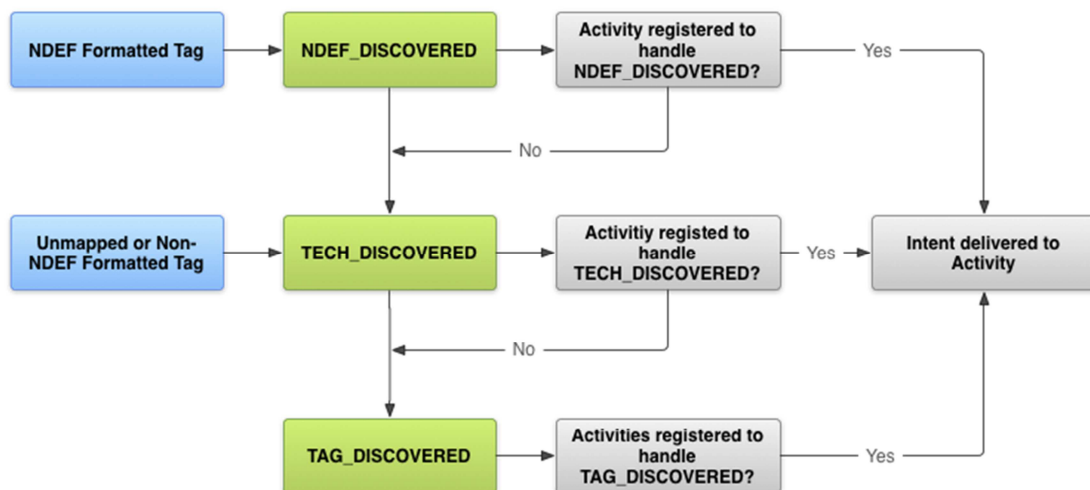 NDEF Formatted Tag
NDEF_DISCOVERED
Activity registered to
handle
NDEF_DISCOVERED?
Yes
No
Unmapped or Non-
NDEF Formatted Tag
TECH_DISCOVERED
Activitiy registed to
handle
TECH_DISCOVERED?
Yes
Intent delivered to
Activity
No
TAG_DISCOVERED
Activities registered to
handle
TAG_DISCOVERED?
Yes